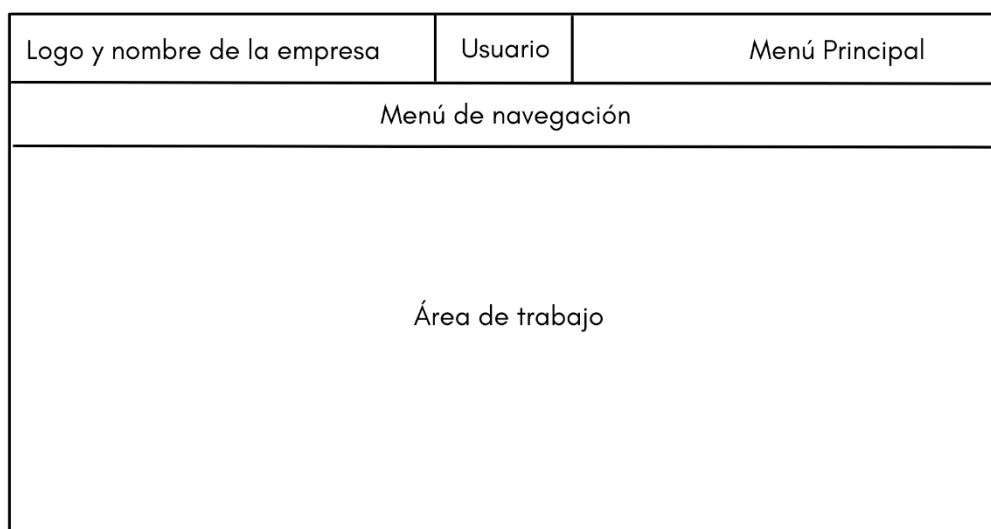 Logo y nombre de la empresa
Usuario
Menú Principal
Menú de navegación
Área de trabajo